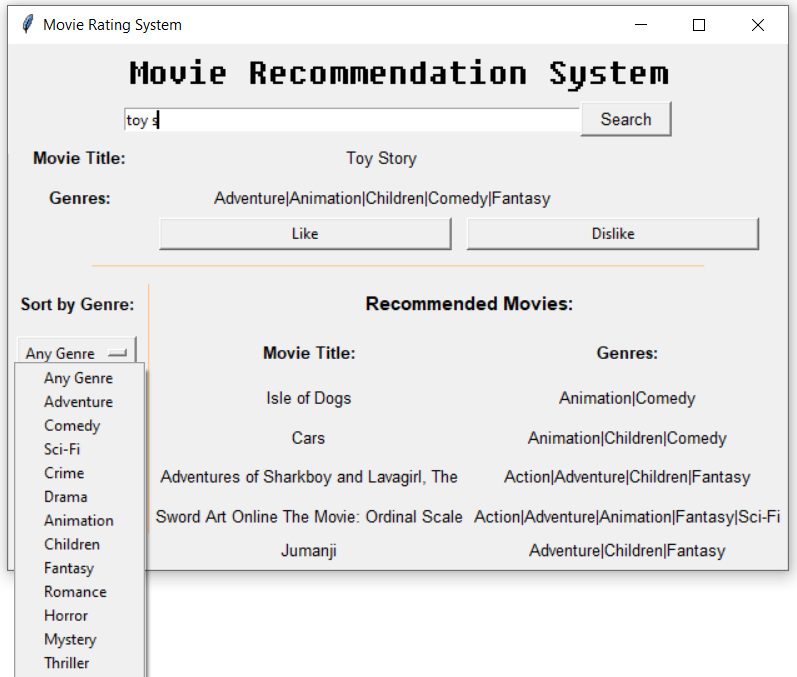 Movie Rating System
Movie Recommendation System
toy s Search
Movie Title: Toy Story
Genres: Adventure|Animation|Children|Comedy|Fantasy
Like Dislike
Sort by Genre: Recommended Movies:
Any Genre Movie Title: Genres:
Any Genre
Adventure Isle of Dogs Animation|Comedy
Comedy
Sci-Fi Cars Animation|Children|Comedy
Crime Adventures of Sharkboy and Lavagirl, The Action|Adventure|Children|Fantasy
Drama
Animation Sword Art Online The Movie: Ordinal Scale Action|Adventure|Animation|Fantasy|Sci-Fi
Children Jumanji Adventure|Children|Fantasy
Fantasy
Romance
Horror
Mystery
Thriller